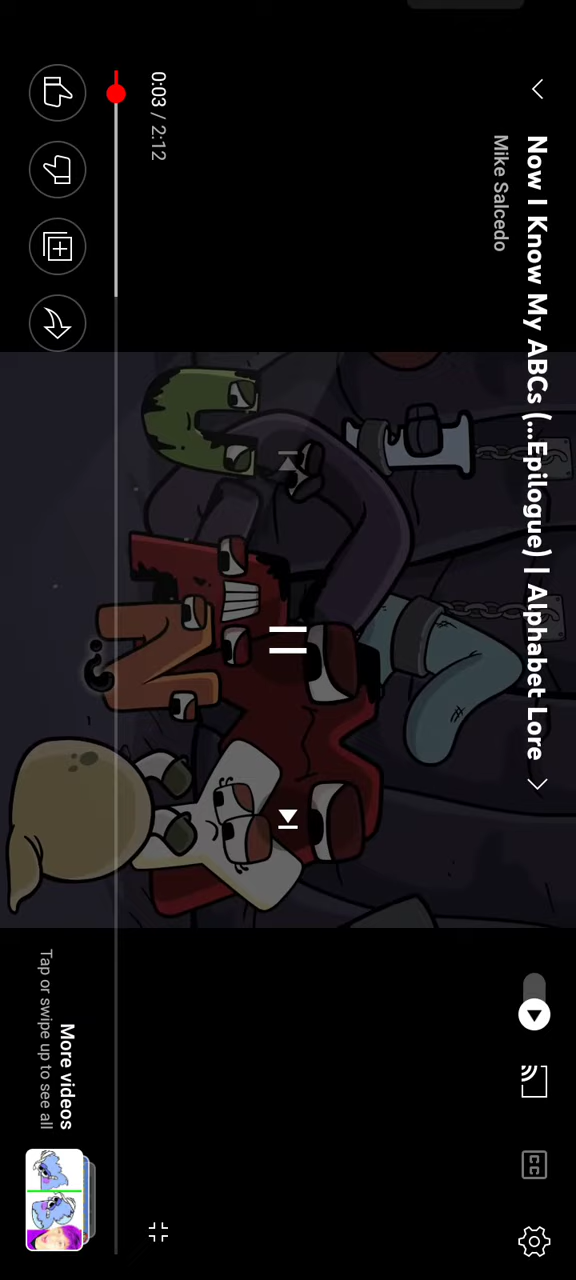 Now I Know My ABCs (...Epilogue) | Alphabet Lore
Mike Salcedo
CC
0:03 / 2:12
More videos
Tap or swipe up to see all